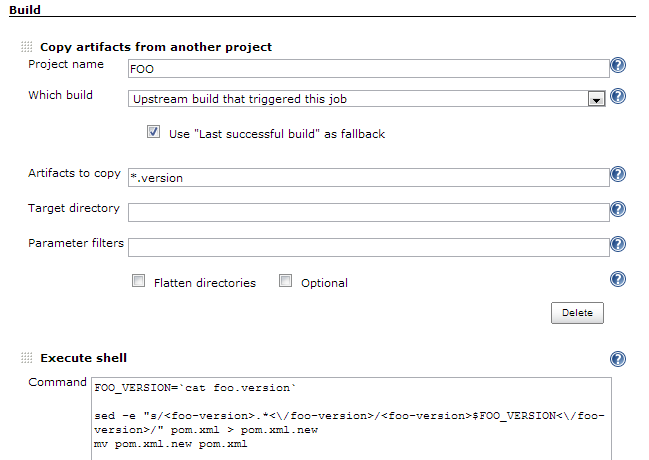 Build
Copy artifacts from another project
Project name FOO
Which build Upstream build that triggered this job
Use "Last successful build" as fallback
Artifacts to copy *.version
Target directory
Parameter filters
Flatten directories Optional
Delete
Execute shell
Command FOO_VERSION=`cat foo.version`
sed -e "s/<foo-version>.*<\/foo-version>/<foo-version>$FOO_VERSION<\/foo-
version>/" pom.xml > pom.xml.new
mv pom.xml.new pom.xml